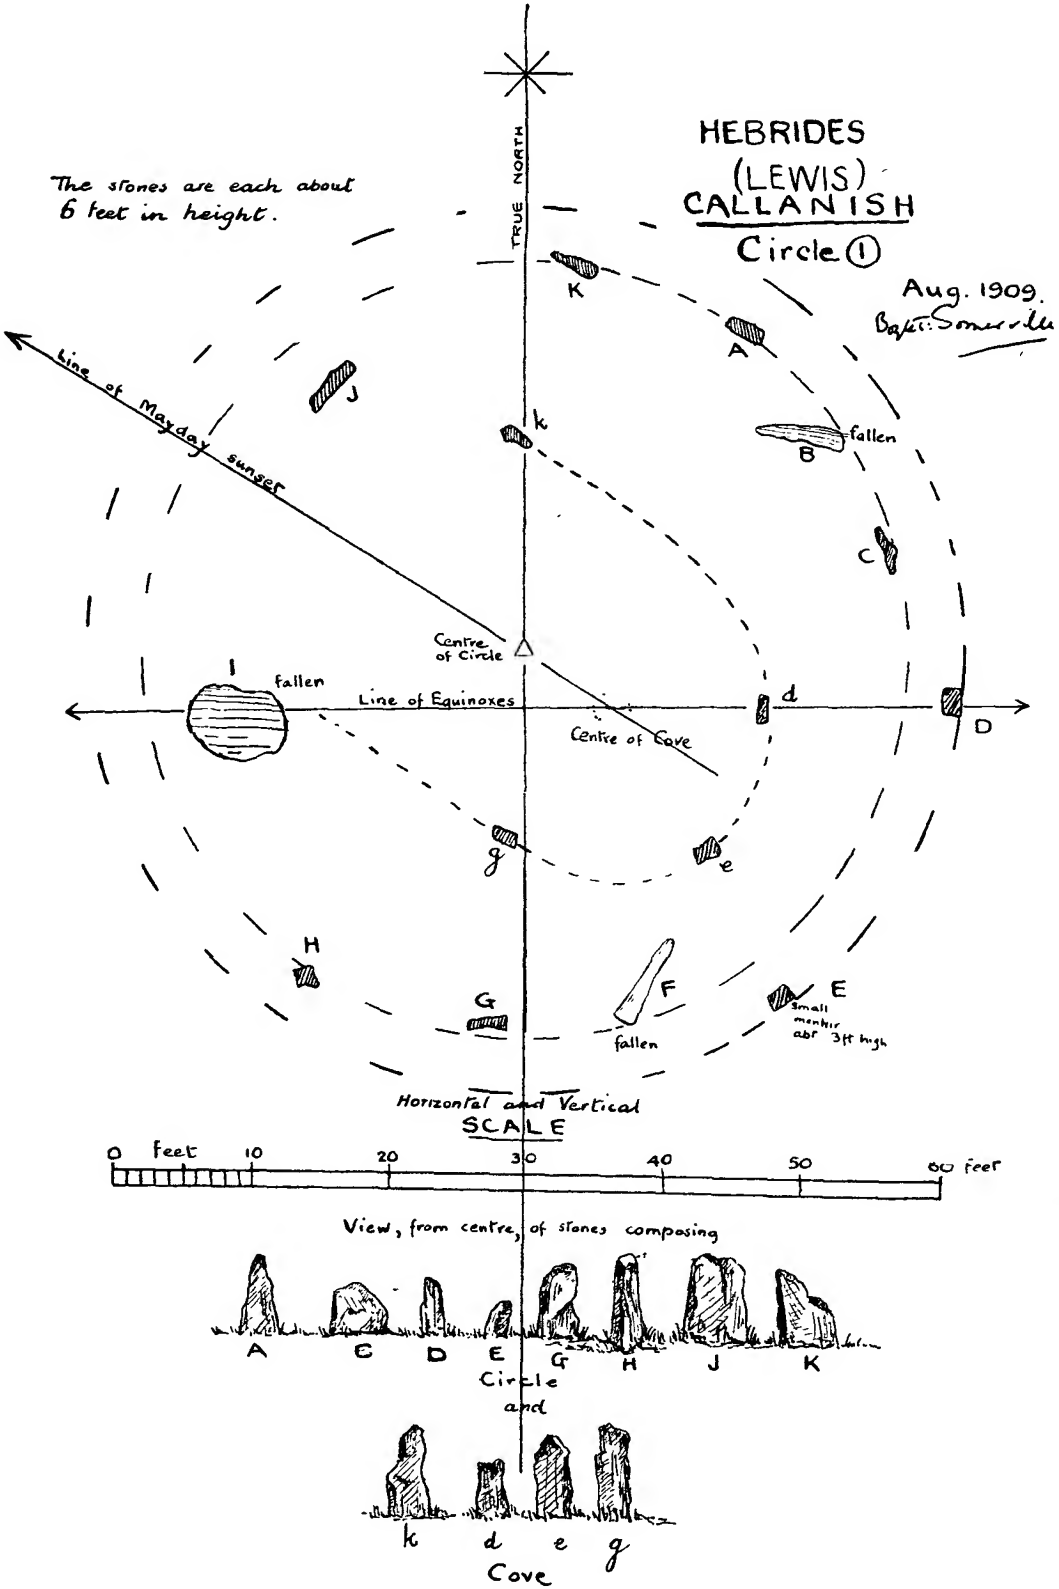 TRUE NORTH
HEBRIDES
(LEWIS)
CALLANISH
Circle 1
Aug. 1909.
Somerville
The stones are each about
6 feet in height.
K
A
J
k
B
fallen
C
Line of Mayday sunset
Centre
of Circle
I
fallen
Line of Equinoxes
d
D
Centre of Cove
g
e
H
G
F
fallen
E
small
menhir
abt 3ft high
Horizontal and Vertical
SCALE
0 feet 10 20 30 40 50 60 feet
View, from centre, of stones composing
A C D E G H J K
Circle
and
k d e g
Cove